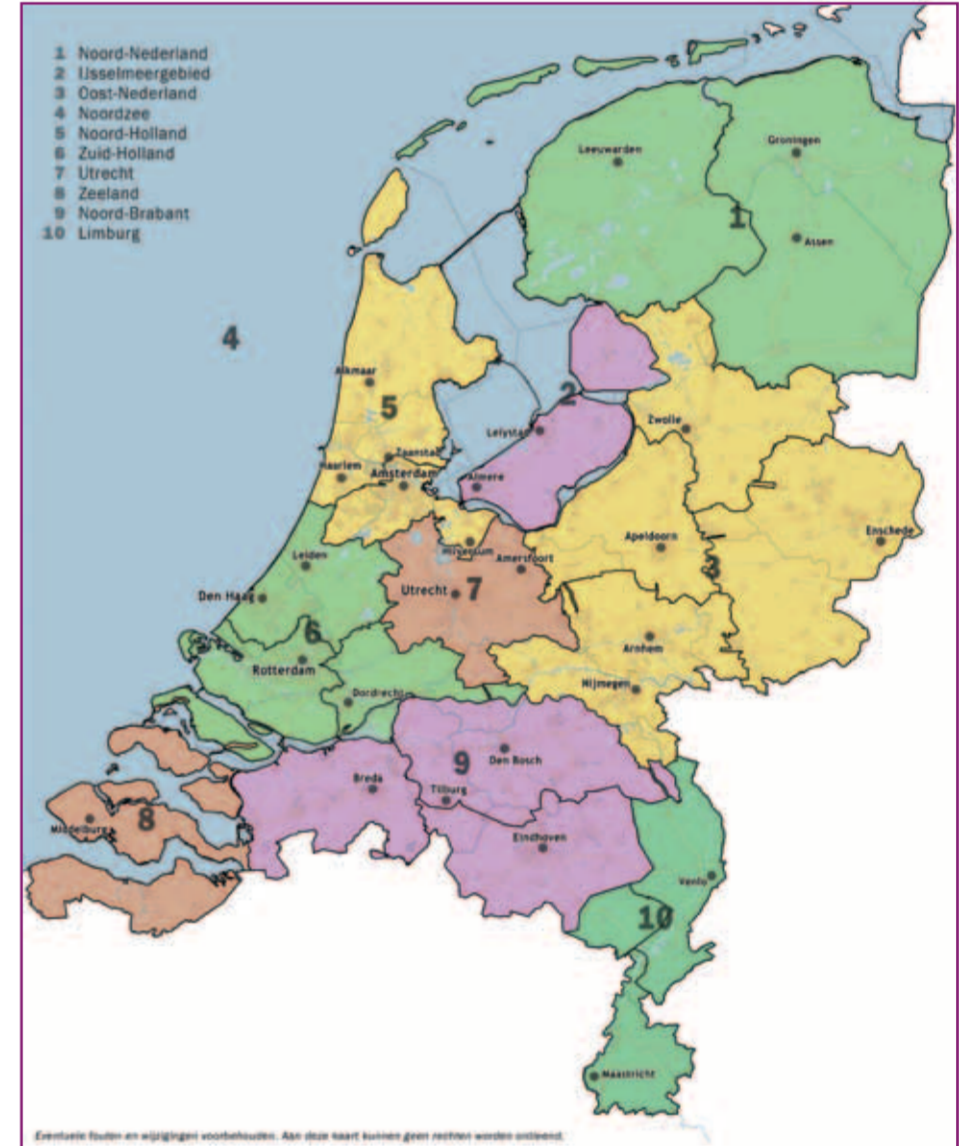 1 Noord-Nederland
2 IJsselmeergebied
3 Oost-Nederland
4 Noordzee
5 Noord-Holland
6 Zuid-Holland
7 Utrecht
8 Zeeland
9 Noord-Brabant
10 Limburg
Leeuwarden
Groningen
1
Assen
4
Alkmaar
5
2
Lelystad
Zwolle
Zaanstad
Haarlem
Amsterdam
Almere
Enschede
Apeldoorn
Hilversum
Amersfoort
Leiden
3
Utrecht
7
Den Haag
6
Arnhem
Rotterdam
Nijmegen
Dordrecht
9
Den Bosch
Breda
Tilburg
8
Middelburg
Eindhoven
Venlo
10
Maastricht
Eventuele fouten en wijzigingen voorbehouden. Aan deze kaart kunnen geen rechten worden ontleend.